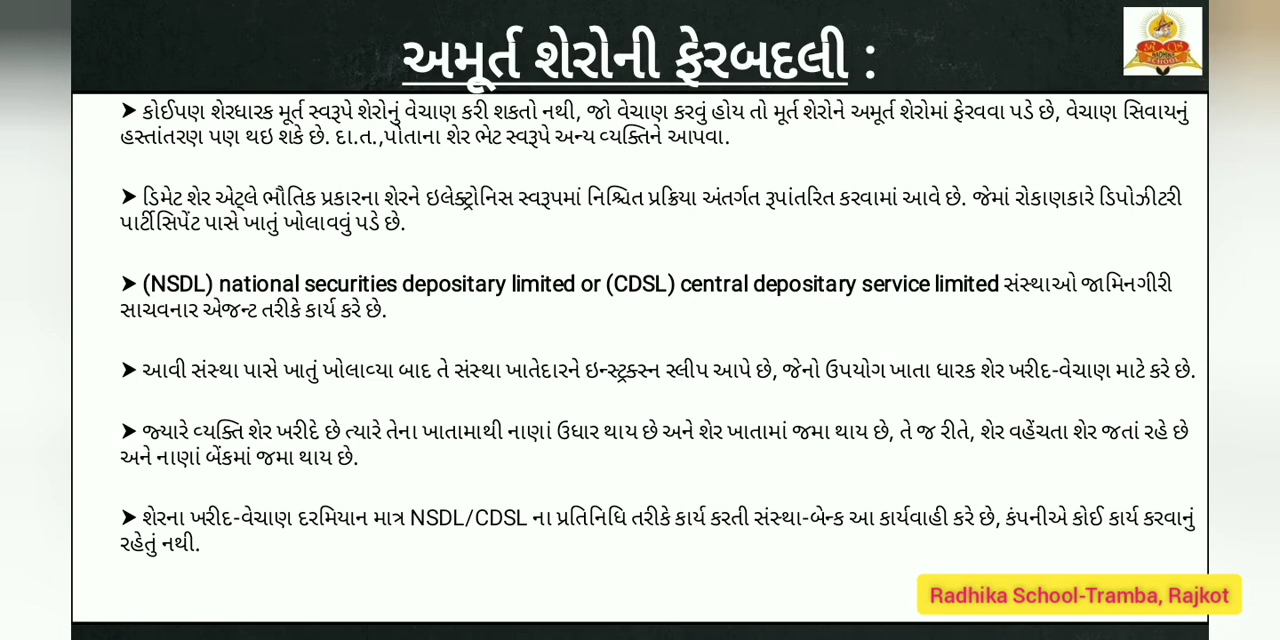 અમૂર્ત શેરોની ફેરબદલી :
➤ કોઈપણ શેરધારક મૂર્ત સ્વરૂપે શેરોનું વેચાણ કરી શકતો નથી, જો વેચાણ કરવું હોય તો મૂર્ત શેરોને અમૂર્ત શેરોમાં ફેરવવા પડે છે, વેચાણ સિવાયનું
હસ્તાંતરણ પણ થઇ શકે છે. દા.ત.,પોતાના શેર ભેટ સ્વરૂપે અન્ય વ્યક્તિને આપવા.
➤ ડિમેટ શેર એટ્લે ભૌતિક પ્રકારના શેરને ઇલેક્ટ્રોનિસ સ્વરૂપમાં નિશ્ચિત પ્રક્રિયા અંતર્ગત રૂપાંતરિત કરવામાં આવે છે. જેમાં રોકાણકારે ડિપોઝીટરી
પાર્ટીસિપેંટ પાસે ખાતું ખોલાવવું પડે છે.
➤ (NSDL) national securities depositary limited or (CDSL) central depositary service limited સંસ્થાઓ જામિનગીરી
સાચવનાર એજન્ટ તરીકે કાર્ય કરે છે.
➤ આવી સંસ્થા પાસે ખાતું ખોલાવ્યા બાદ તે સંસ્થા ખાતેદારને ઇન્સ્ટ્રક્સ્ન સ્લીપ આપે છે, જેનો ઉપયોગ ખાતા ધારક શેર ખરીદ-વેચાણ માટે કરે છે.
➤ જ્યારે વ્યક્તિ શેર ખરીદે છે ત્યારે તેના ખાતામાથી નાણાં ઉધાર થાય છે અને શેર ખાતામાં જમા થાય છે, તે જ રીતે, શેર વહેંચતા શેર જતાં રહે છે
અને નાણાં બેંકમાં જમા થાય છે.
➤ શેરના ખરીદ-વેચાણ દરમિયાન માત્ર NSDL/CDSL ના પ્રતિનિધિ તરીકે કાર્ય કરતી સંસ્થા-બેન્ક આ કાર્યવાહી કરે છે, કંપનીએ કોઈ કાર્ય કરવાનું
રહેતું નથી.
Radhika School-Tramba, Rajkot
RADHIKA
SCHOOL